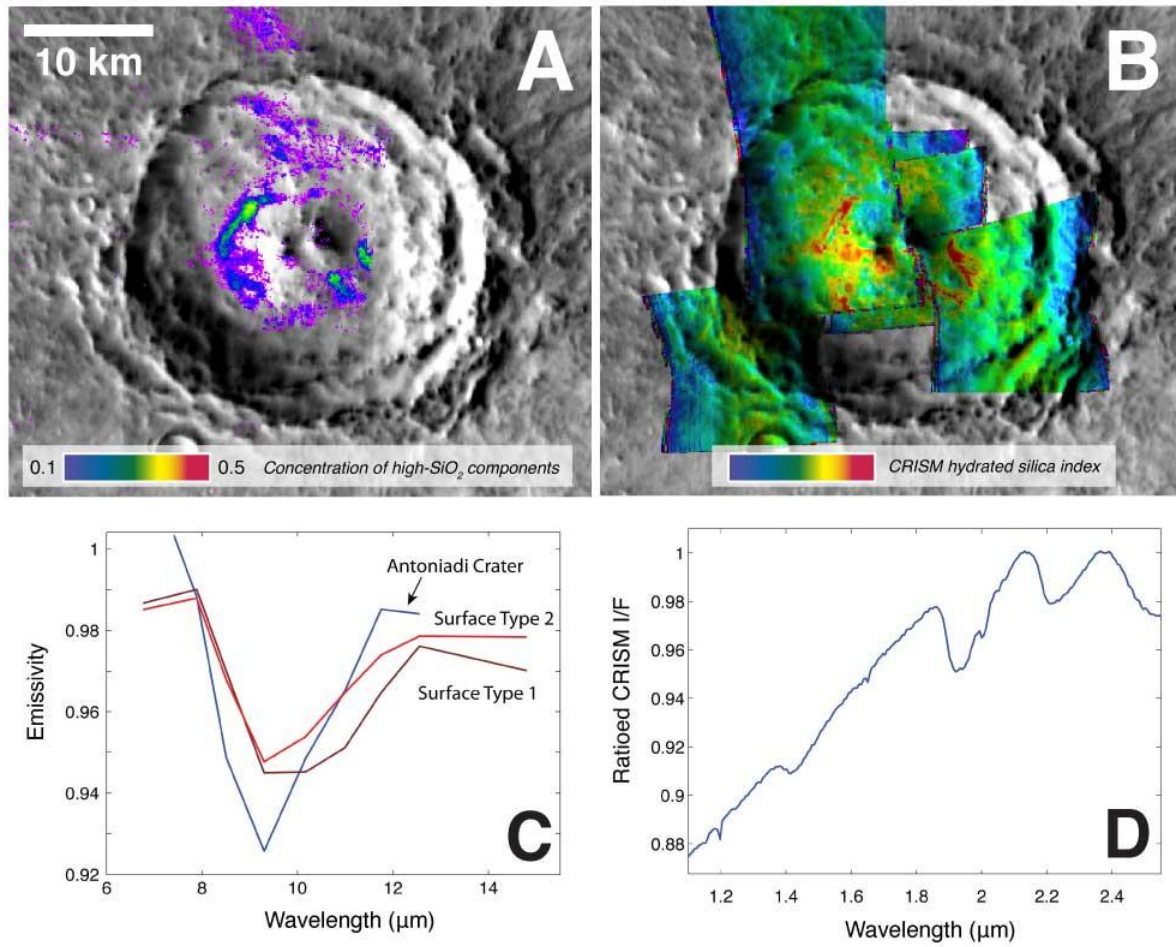 10 km
A
0.1
0.5
Concentration of high-SiO₂ components
B
CRISM hydrated silica index
Emissivity
1
0.98
0.96
0.94
0.92
6
8
10
12
14
Wavelength (µm)
Antoniadi Crater
Surface Type 2
Surface Type 1
C
Ratioed CRISM I/F
1
0.98
0.96
0.94
0.92
0.9
0.88
1.2
1.4
1.6
1.8
2
2.2
2.4
Wavelength (µm)
D